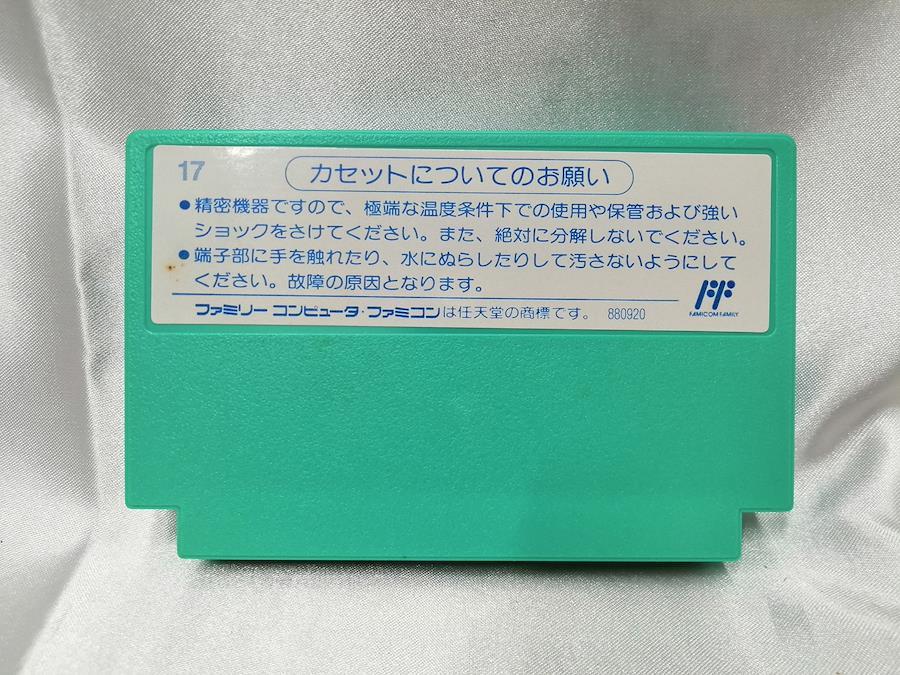 17
カセットについてのお願い
●精密機器ですので、極端な温度条件下での使用や保管および強い
ショックをさけてください。また、絶対に分解しないでください。
●端子部に手を触れたり、水にぬらしたりして汚さないようにして
ください。故障の原因となります。
ファミリー コンピュータ・ファミコンは任天堂の商標です。 880920
FAMICOM FAMILY